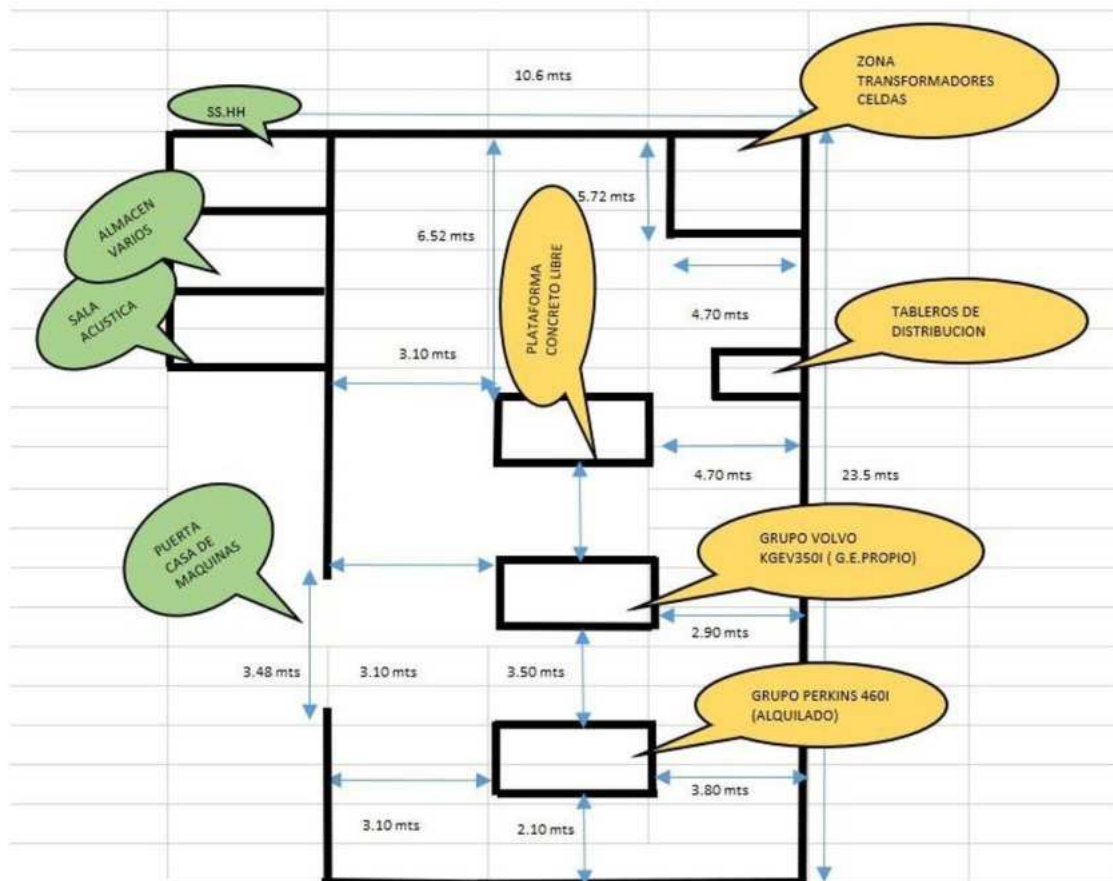 10.6 mts
ZONA
TRANSFORMADORES
CELDAS
SS.HH
5.72 mts
ALMACEN
VARIOS
6.52 mts
PLATAFORMA
CONCRETO LIBRE
SALA
ACUSTICA
4.70 mts
TABLEROS DE
DISTRIBUCION
3.10 mts
4.70 mts
23.5 mts
PUERTA
CASA DE
MAQUINAS
GRUPO VOLVO
KGEV350I ( G.E.PROPIO)
2.90 mts
3.48 mts
3.10 mts
3.50 mts
GRUPO PERKINS 460I
(ALQUILADO)
3.80 mts
3.10 mts
2.10 mts